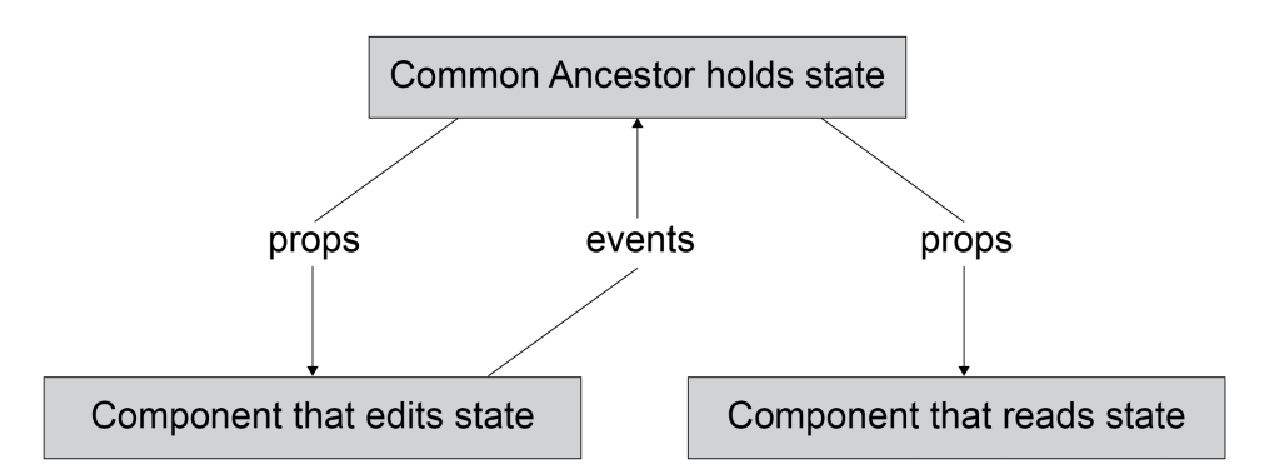 Common Ancestor holds state
props
events
props
Component that edits state
Component that reads state